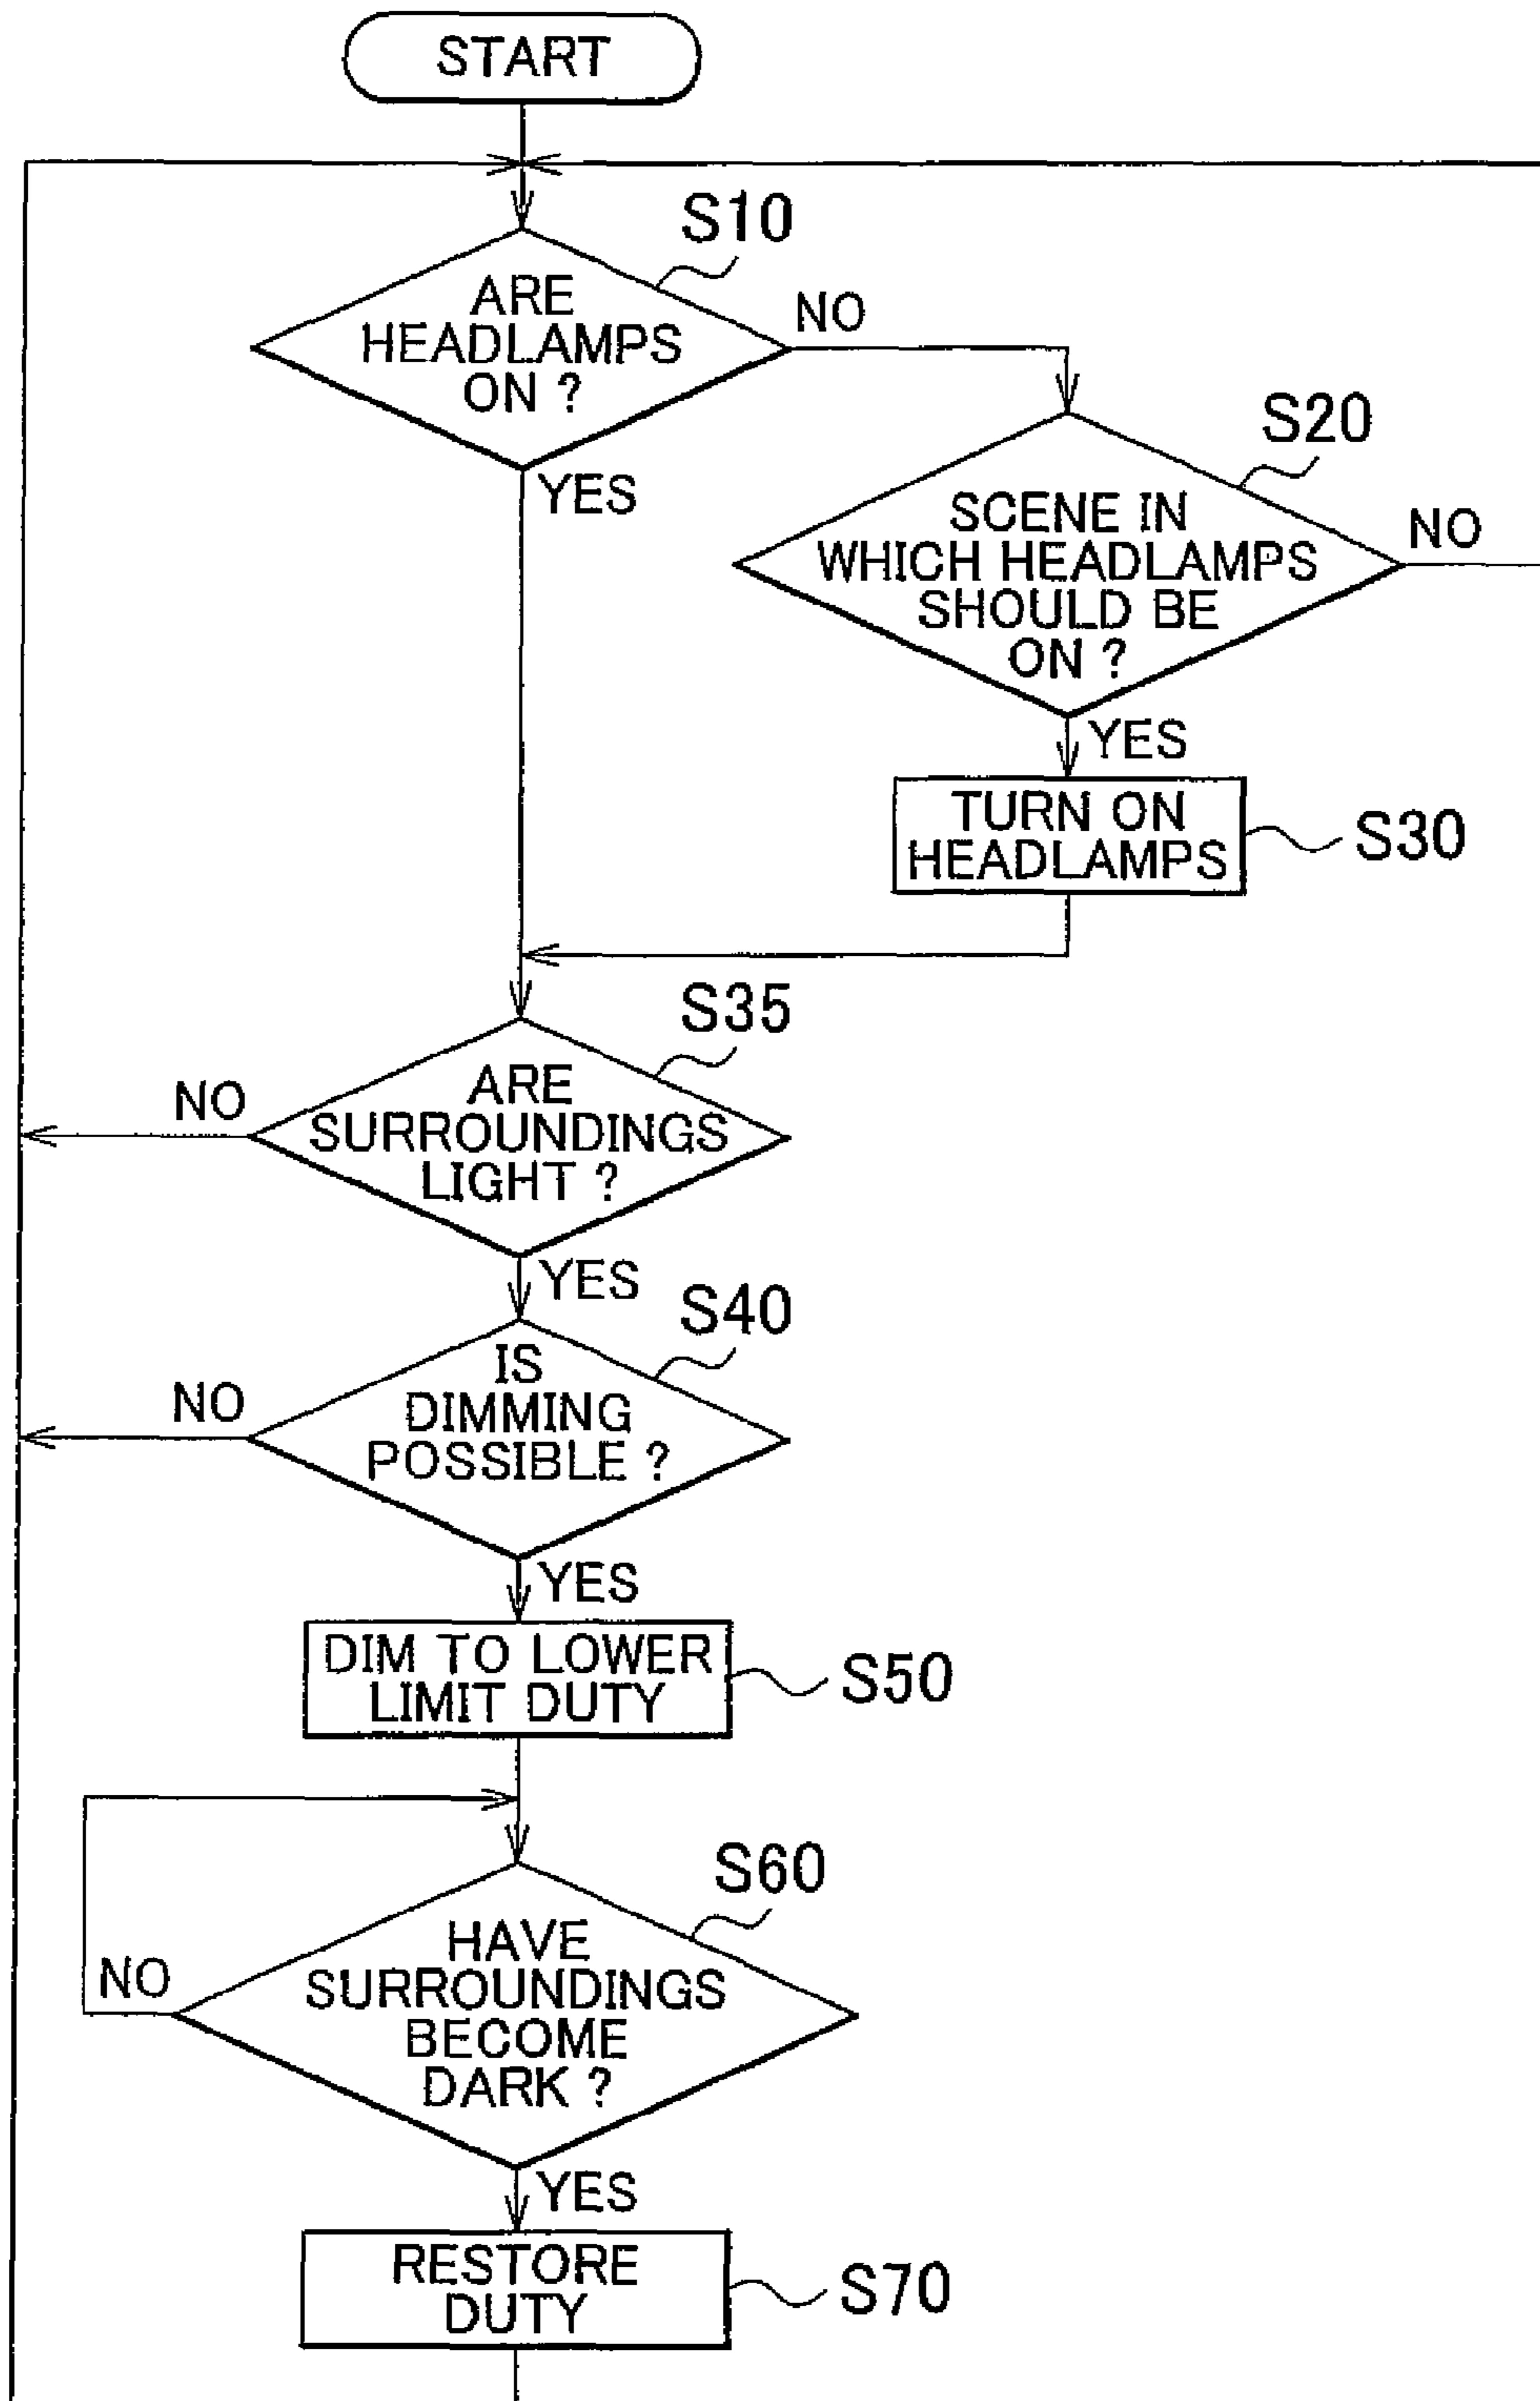 START
S10
ARE
HEADLAMPS
ON ?
NO
YES
S20
SCENE IN
WHICH HEADLAMPS
SHOULD BE
ON ?
NO
YES
TURN ON
HEADLAMPS
S30
S35
ARE
SURROUNDINGS
LIGHT ?
NO
YES
S40
IS
DIMMING
POSSIBLE ?
NO
YES
DIM TO LOWER
LIMIT DUTY
S50
S60
HAVE
SURROUNDINGS
BECOME
DARK ?
NO
YES
RESTORE
DUTY
S70